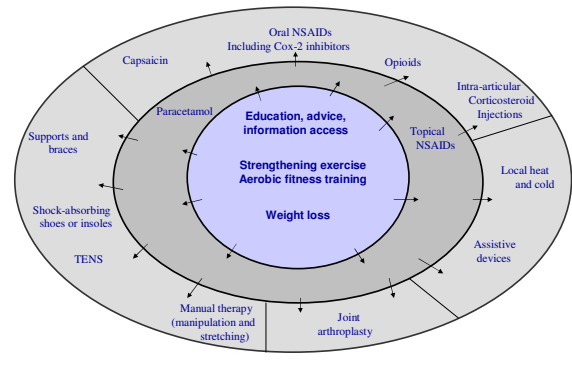 Oral NSAIDs
Including Cox-2 inhibitors
Capsaicin
Opioids
Intra-articular
Corticosteroid
Injections
Paracetamol
Education, advice,
information access
Topical
NSAIDs
Supports and
braces
Strengthening exercise
Aerobic fitness training
Local heat
and cold
Shock-absorbing
shoes or insoles
Weight loss
TENS
Assistive
devices
Manual therapy
(manipulation and
stretching)
Joint
arthroplasty